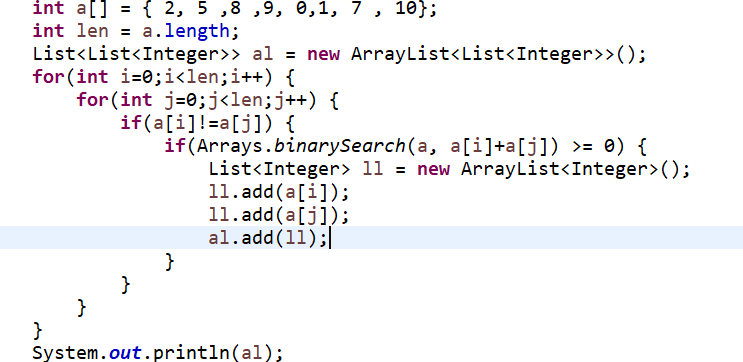 int a[] = { 2, 5 ,8 ,9, 0,1, 7 , 10};
int len = a.length;
List<List<Integer>> al = new ArrayList<List<Integer>>();
for(int i=0;i<len;i++) {
    for(int j=0;j<len;j++) {
        if(a[i]!=a[j]) {
            if(Arrays.binarySearch(a, a[i]+a[j]) >= 0) {
                List<Integer> ll = new ArrayList<Integer>();
                ll.add(a[i]);
                ll.add(a[j]);
                al.add(ll);
            }
        }
    }
}
System.out.println(al);